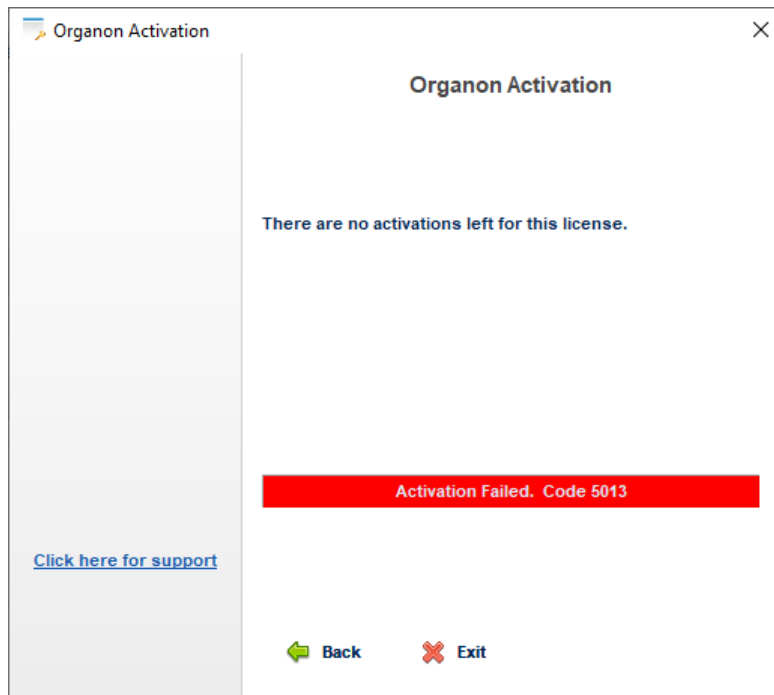 Organon Activation
Organon Activation
There are no activations left for this license.
Activation Failed.  Code 5013
Click here for support
Back
Exit